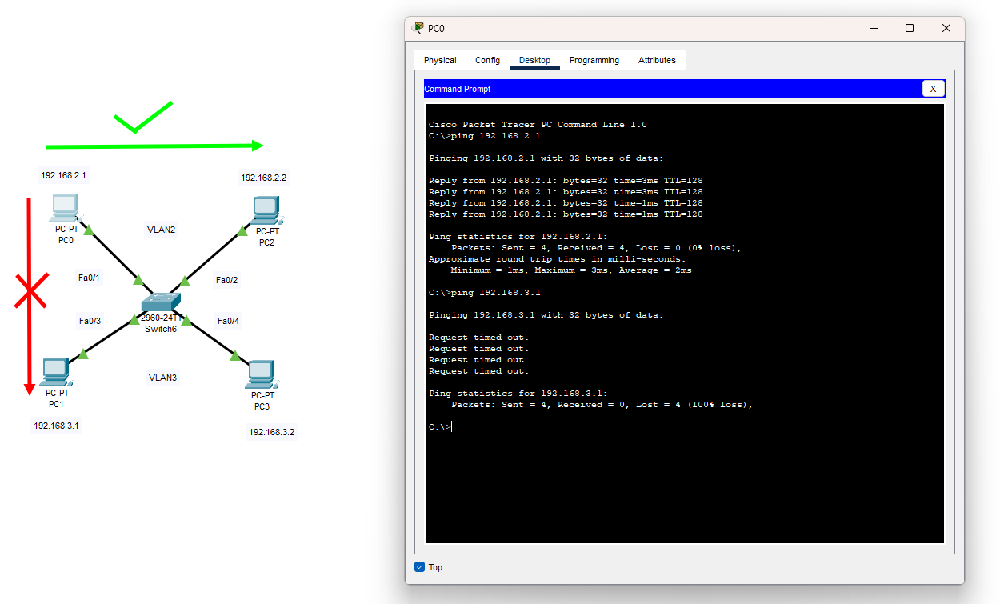 192.168.2.1
192.168.2.2
PC-PT
PC0
VLAN2
PC-PT
PC2
Fa0/1
Fa0/2
2960-24TT
Switch6
Fa0/3
Fa0/4
VLAN3
PC-PT
PC1
PC-PT
PC3
192.168.3.1
192.168.3.2
PC0
Physical Config Desktop Programming Attributes
Command Prompt X
Cisco Packet Tracer PC Command Line 1.0
C:\>ping 192.168.2.1
Pinging 192.168.2.1 with 32 bytes of data:
Reply from 192.168.2.1: bytes=32 time=3ms TTL=128
Reply from 192.168.2.1: bytes=32 time=3ms TTL=128
Reply from 192.168.2.1: bytes=32 time=1ms TTL=128
Reply from 192.168.2.1: bytes=32 time=1ms TTL=128
Ping statistics for 192.168.2.1:
Packets: Sent = 4, Received = 4, Lost = 0 (0% loss),
Approximate round trip times in milli-seconds:
Minimum = 1ms, Maximum = 3ms, Average = 2ms
C:\>ping 192.168.3.1
Pinging 192.168.3.1 with 32 bytes of data:
Request timed out.
Request timed out.
Request timed out.
Request timed out.
Ping statistics for 192.168.3.1:
Packets: Sent = 4, Received = 0, Lost = 4 (100% loss),
C:\>
Top